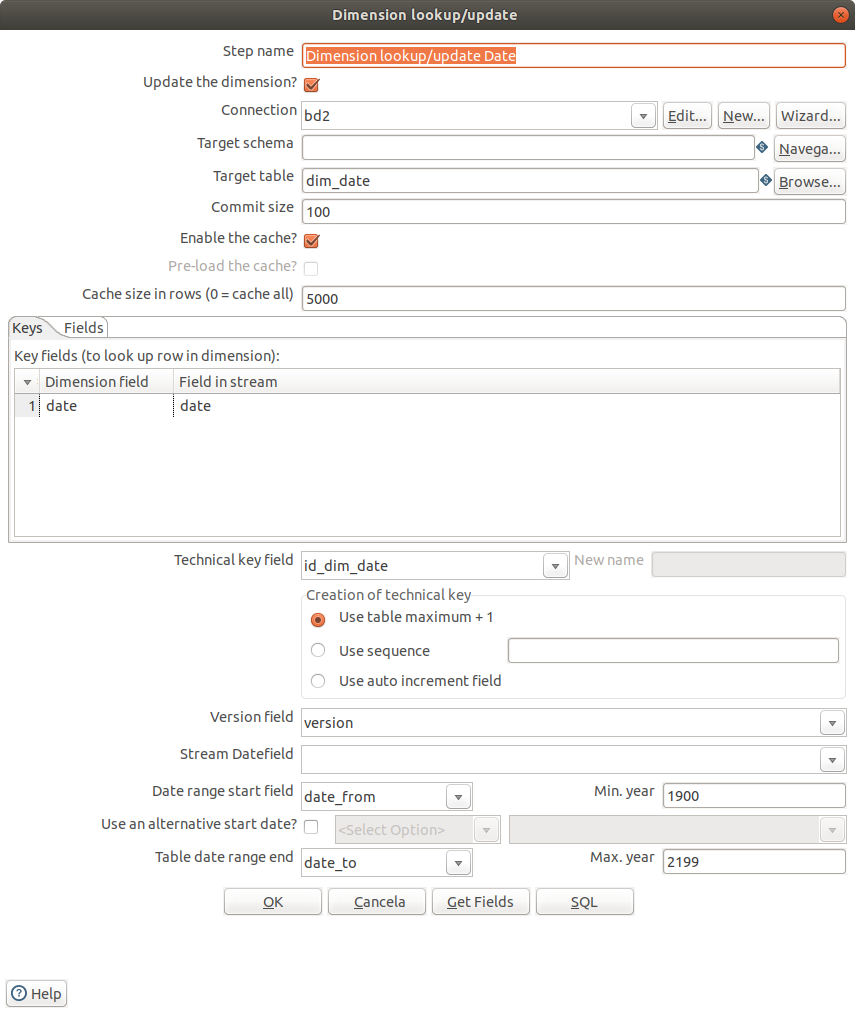 Dimension lookup/update
Step name Dimension lookup/update Date
Update the dimension?
Connection bd2 Edit... New... Wizard...
Target schema Navega...
Target table dim_date Browse...
Commit size 100
Enable the cache?
Pre-load the cache?
Cache size in rows (0 = cache all) 5000
Keys Fields
Key fields (to look up row in dimension):
Dimension field Field in stream
1 date date
Technical key field id_dim_date New name
Creation of technical key
Use table maximum + 1
Use sequence
Use auto increment field
Version field version
Stream Datefield
Date range start field date_from Min. year 1900
Use an alternative start date? <Select Option>
Table date range end date_to Max. year 2199
OK Cancela Get Fields SQL
Help